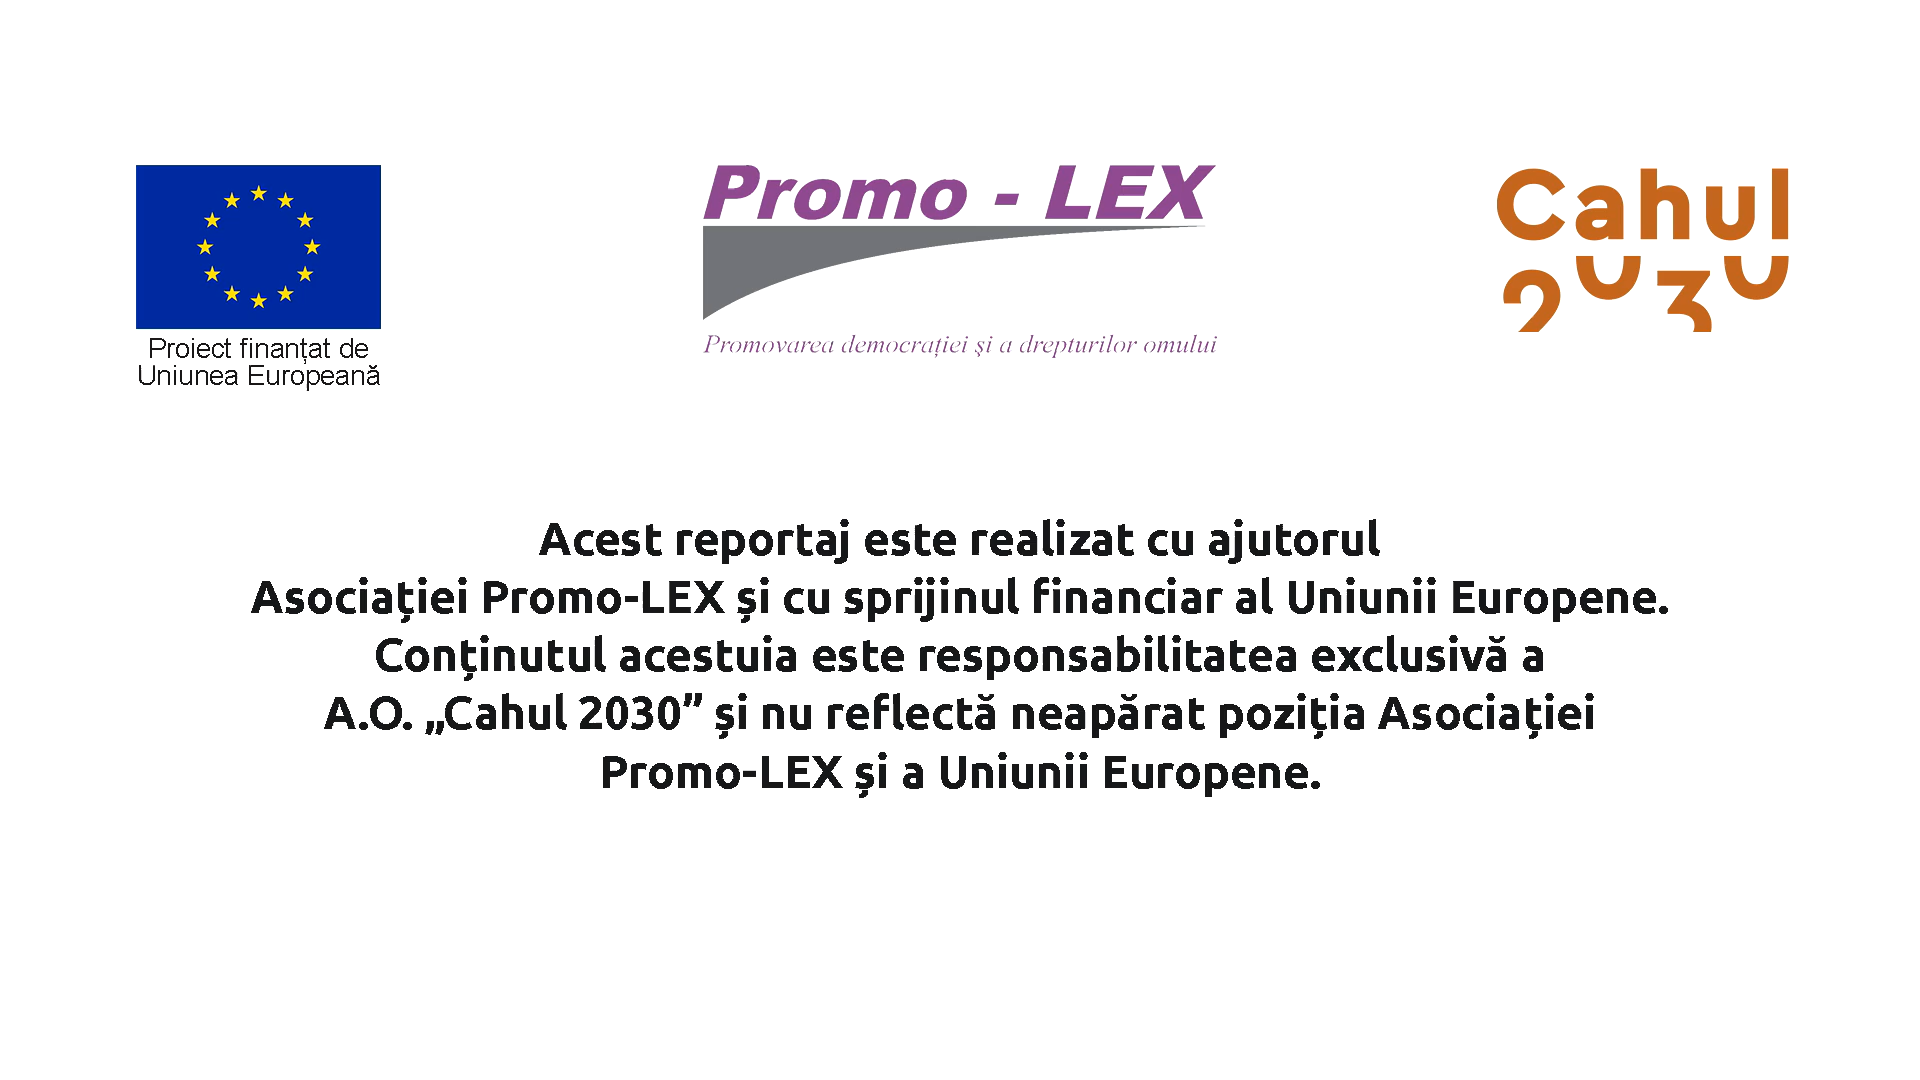 Proiect finanțat de
Uniunea Europeană
Promo - LEX
Promovarea democrației și a drepturilor omului
Cahul
2030
Acest reportaj este realizat cu ajutorul
Asociației Promo-LEX și cu sprijinul financiar al Uniunii Europene.
Conținutul acestuia este responsabilitatea exclusivă a
A.O. „Cahul 2030” și nu reflectă neapărat poziția Asociației
Promo-LEX și a Uniunii Europene.